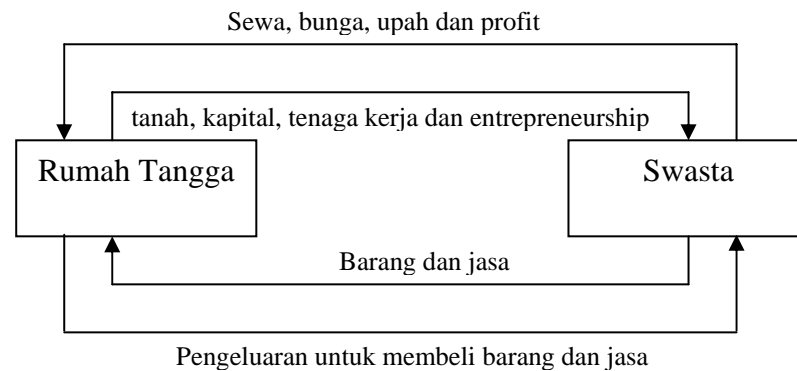 Sewa, bunga, upah dan profit
tanah, kapital, tenaga kerja dan entrepreneurship
Rumah Tangga
Swasta
Barang dan jasa
Pengeluaran untuk membeli barang dan jasa